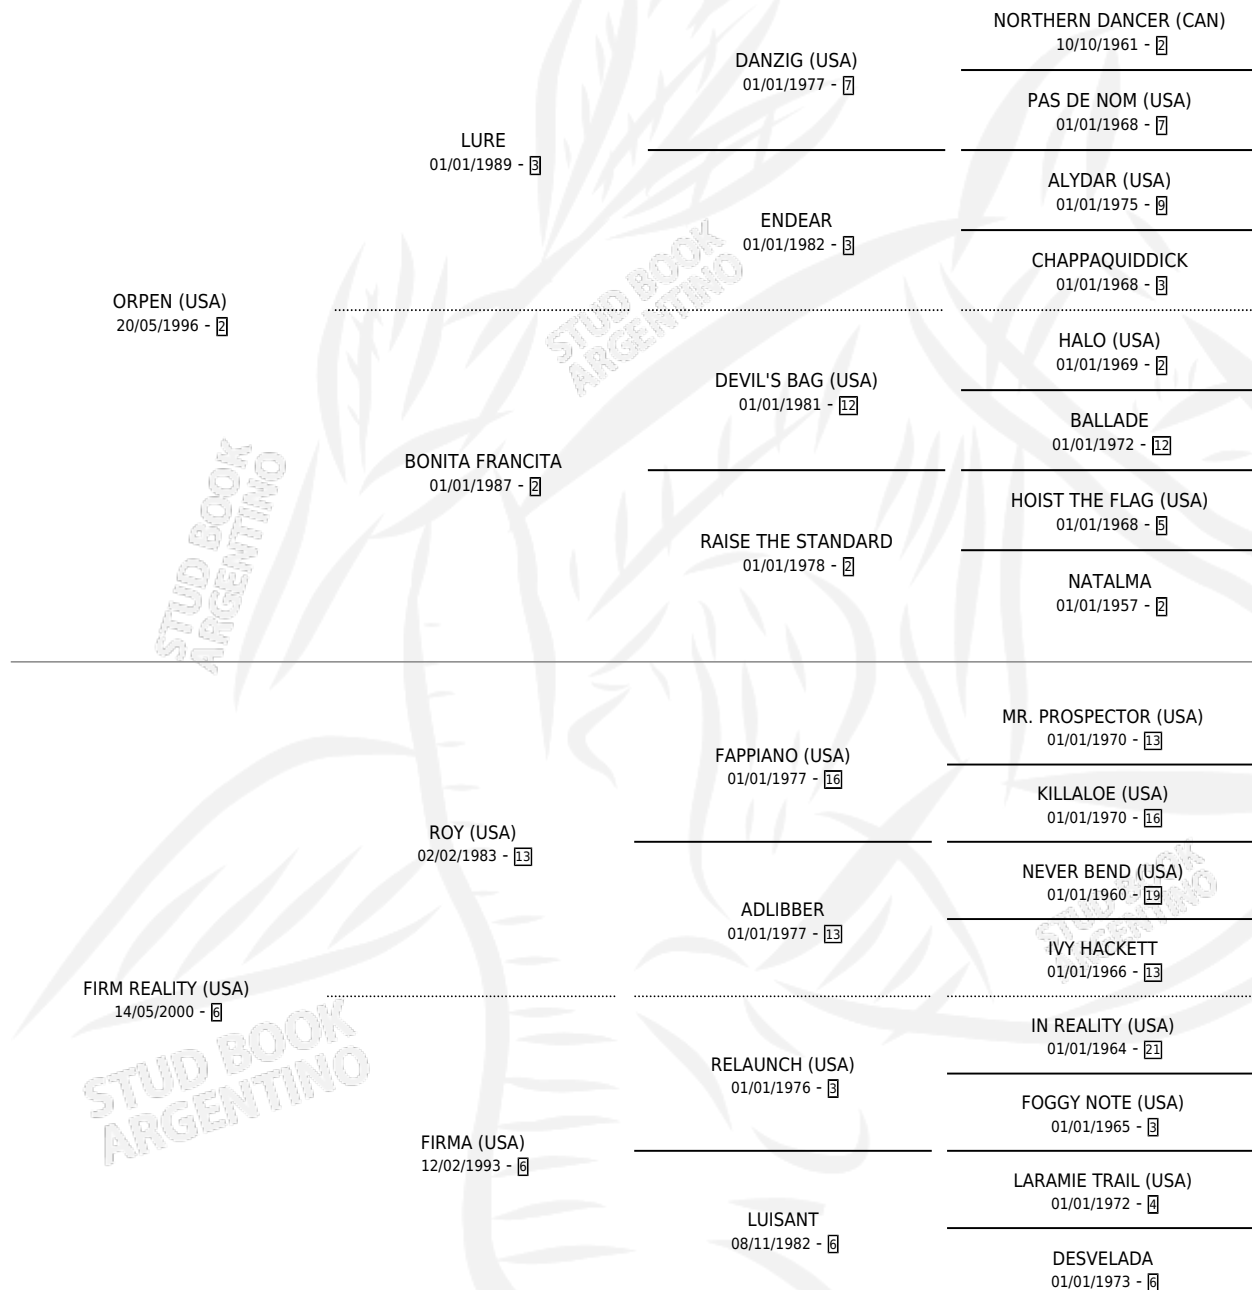 NORTHERN DANCER (CAN)
10/10/1961 - 2
DANZIG (USA)
01/01/1977 - 7
PAS DE NOM (USA)
01/01/1968 - 7
LURE
01/01/1989 - 3
ALYDAR (USA)
01/01/1975 - 9
ENDEAR
01/01/1982 - 3
CHAPPAQUIDDICK
01/01/1968 - 3
ORPEN (USA)
20/05/1996 - 2
HALO (USA)
01/01/1969 - 2
DEVIL'S BAG (USA)
01/01/1981 - 12
BALLADE
01/01/1972 - 12
BONITA FRANCITA
01/01/1987 - 2
HOIST THE FLAG (USA)
01/01/1968 - 5
RAISE THE STANDARD
01/01/1978 - 2
NATALMA
01/01/1957 - 2
MR. PROSPECTOR (USA)
01/01/1970 - 13
FAPPIANO (USA)
01/01/1977 - 16
KILLALOE (USA)
01/01/1970 - 16
ROY (USA)
02/02/1983 - 13
NEVER BEND (USA)
01/01/1960 - 19
ADLIBBER
01/01/1977 - 13
IVY HACKETT
01/01/1966 - 13
FIRM REALITY (USA)
14/05/2000 - 6
IN REALITY (USA)
01/01/1964 - 21
RELAUNCH (USA)
01/01/1976 - 3
FOGGY NOTE (USA)
01/01/1965 - 3
FIRMA (USA)
12/02/1993 - 6
LARAMIE TRAIL (USA)
01/01/1972 - 4
LUISANT
08/11/1982 - 6
DESVELADA
01/01/1973 - 6
STUD BOOK
ARGENTINO
STUD BOOK
ARGENTINO
STUD BOOK
ARGENTINO
STUD BOOK
ARGENTINO